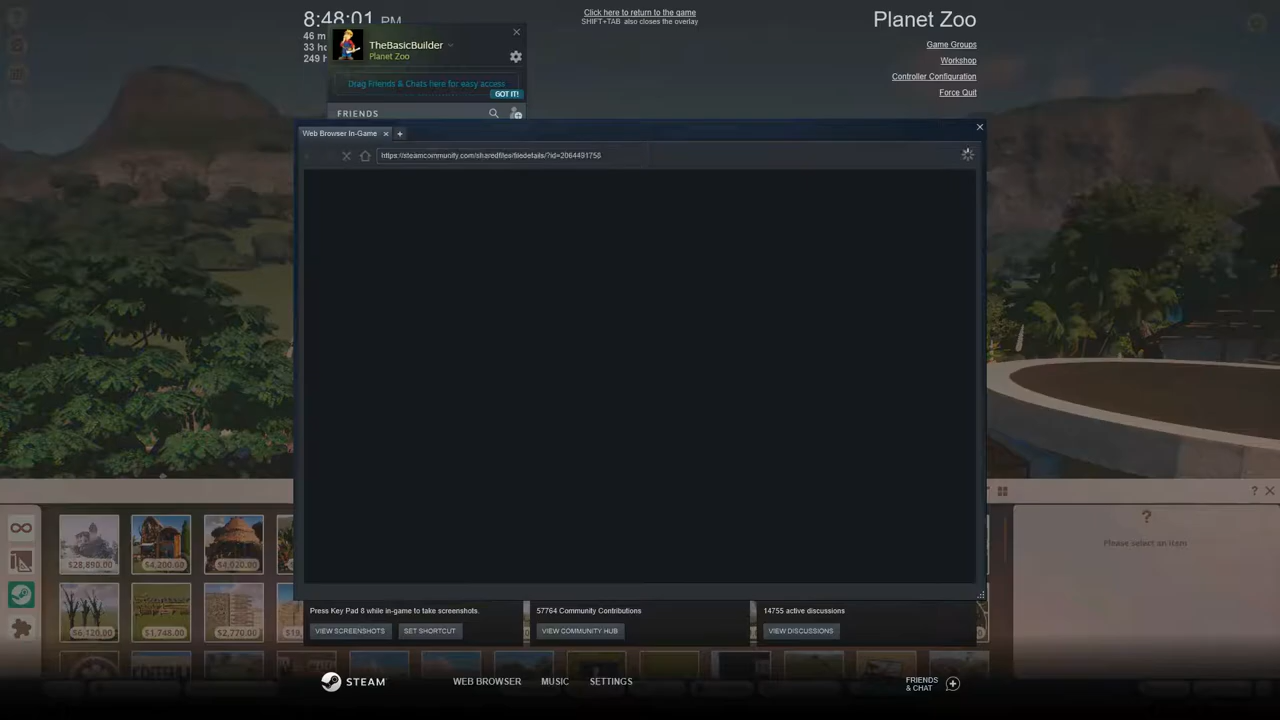 8:48:01 PM
46 m
33 h
249 h
Click here to return to the game
SHIFT+TAB also closes the overlay
Planet Zoo
Game Groups
Workshop
Controller Configuration
Force Quit
TheBasicBuilder
Planet Zoo
Drag Friends & Chats here for easy access
GOT IT!
FRIENDS
Web Browser In-Game
https://steamcommunity.com/sharedfiles/filedetails/?id=2064491756
? 
Please select an item
$28,890.00
$4,200.00
$4,080.00
$6,120.00
$1,748.00
$2,770.00
$19,
Press Key Pad 8 while in-game to take screenshots.
VIEW SCREENSHOTS
SET SHORTCUT
57764 Community Contributions
VIEW COMMUNITY HUB
14755 active discussions
VIEW DISCUSSIONS
STEAM
WEB BROWSER
MUSIC
SETTINGS
FRIENDS
& CHAT